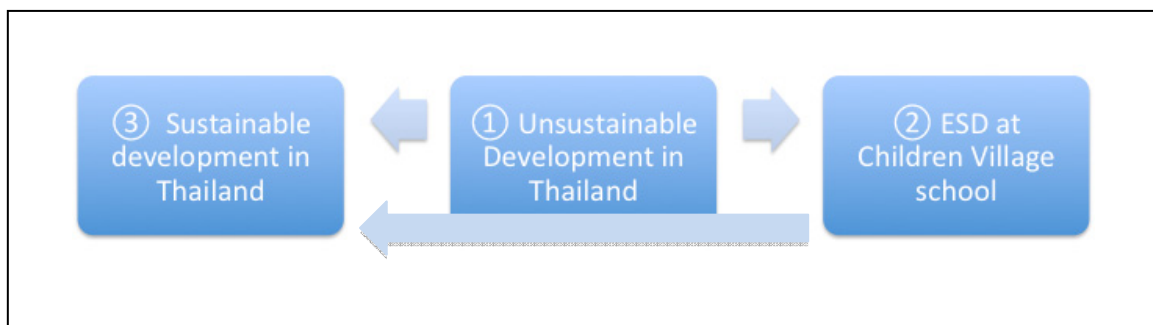 ③ Sustainable
development in
Thailand
① Unsustainable
Development in
Thailand
② ESD at
Children Village
school